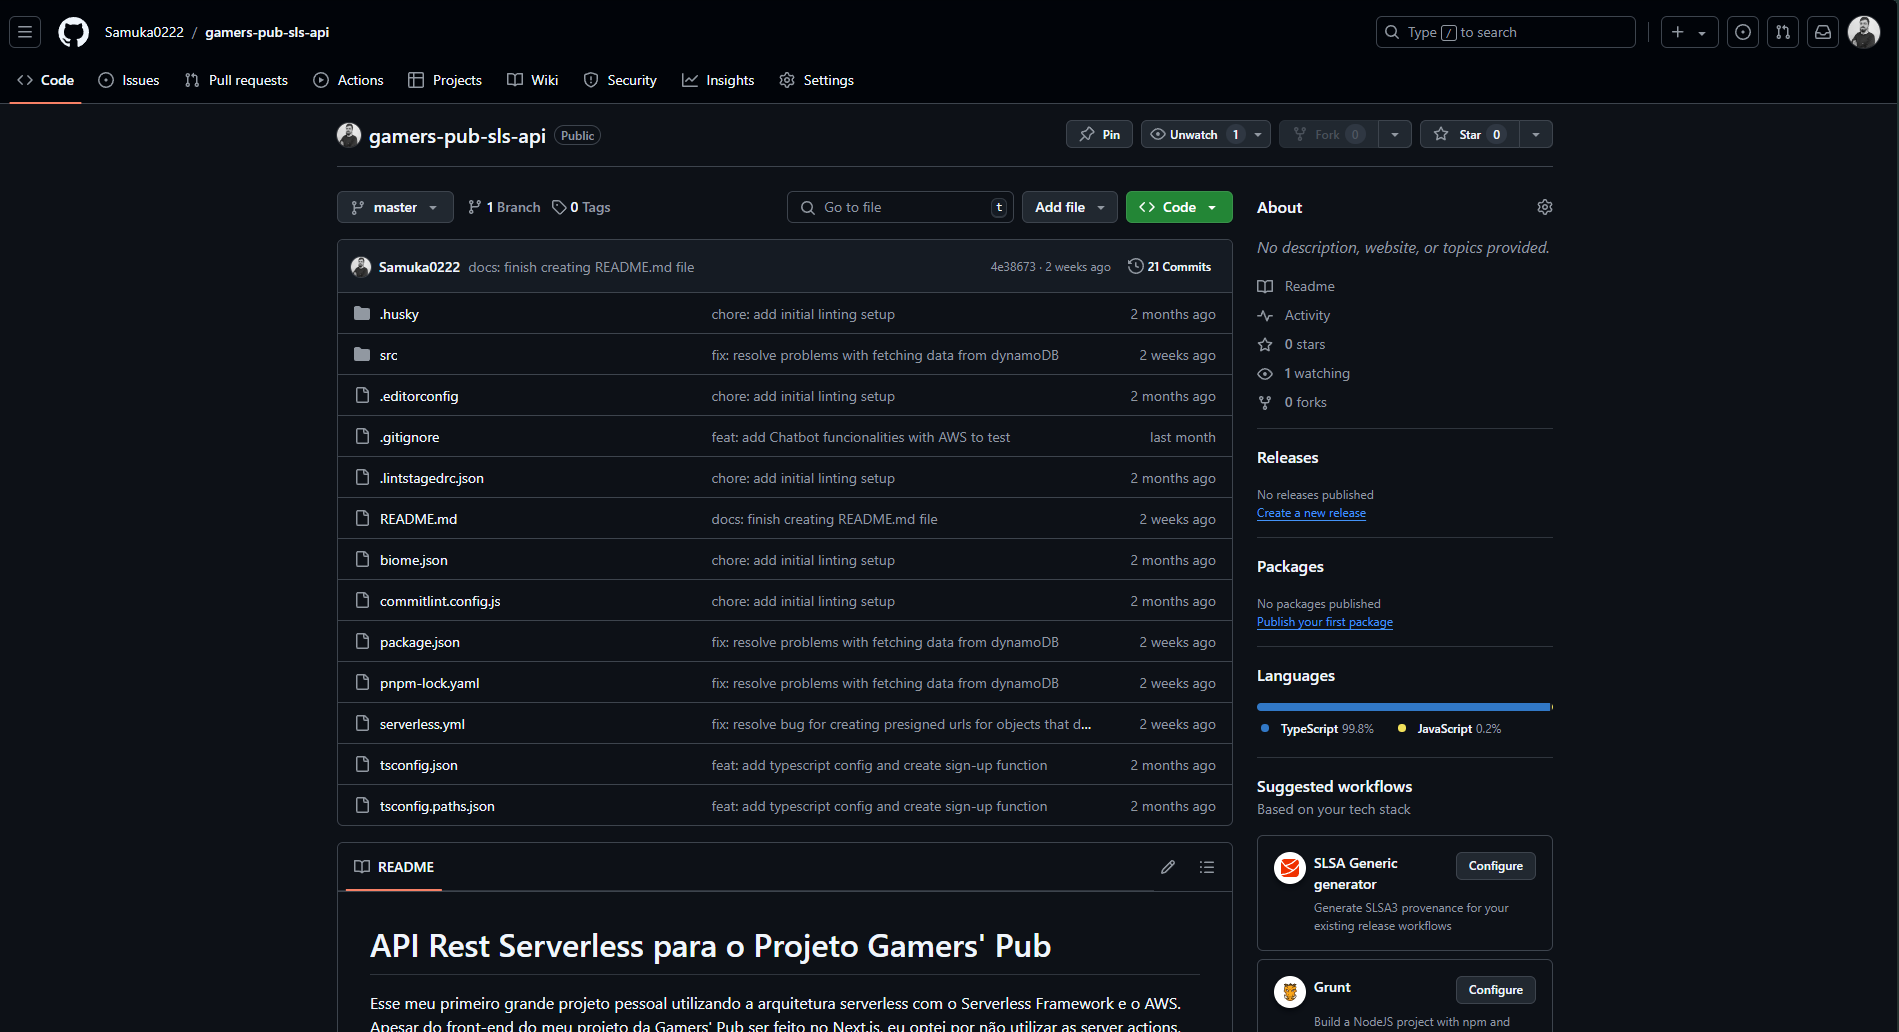 Samuka0222 / gamers-pub-sls-api
Type / to search
Code
Issues
Pull requests
Actions
Projects
Wiki
Security
Insights
Settings
gamers-pub-sls-api Public
Pin
Unwatch 1
Fork 0
Star 0
master
1 Branch
0 Tags
Go to file t
Add file
Code
Samuka0222 docs: finish creating README.md file 4e38673 · 2 weeks ago 21 Commits
.husky chore: add initial linting setup 2 months ago
src fix: resolve problems with fetching data from dynamoDB 2 weeks ago
.editorconfig chore: add initial linting setup 2 months ago
.gitignore feat: add Chatbot funcionalities with AWS to test last month
.lintstagedrc.json chore: add initial linting setup 2 months ago
README.md docs: finish creating README.md file 2 weeks ago
biome.json chore: add initial linting setup 2 months ago
commitlint.config.js chore: add initial linting setup 2 months ago
package.json fix: resolve problems with fetching data from dynamoDB 2 weeks ago
pnpm-lock.yaml fix: resolve problems with fetching data from dynamoDB 2 weeks ago
serverless.yml fix: resolve bug for creating presigned urls for objects that d... 2 weeks ago
tsconfig.json feat: add typescript config and create sign-up function 2 months ago
tsconfig.paths.json feat: add typescript config and create sign-up function 2 months ago
README
API Rest Serverless para o Projeto Gamers' Pub
Esse meu primeiro grande projeto pessoal utilizando a arquitetura serverless com o Serverless Framework e o AWS.
Apesar do front-end do meu projeto da Gamers' Pub ser feito no Next.js, eu optei por não utilizar as server actions,
About
No description, website, or topics provided.
Readme
Activity
0 stars
1 watching
0 forks
Releases
No releases published
Create a new release
Packages
No packages published
Publish your first package
Languages
TypeScript 99.8% JavaScript 0.2%
Suggested workflows
Based on your tech stack
SLSA Generic
generator
Configure
Generate SLSA3 provenance for your
existing release workflows
Grunt
Configure
Build a NodeJS project with npm and